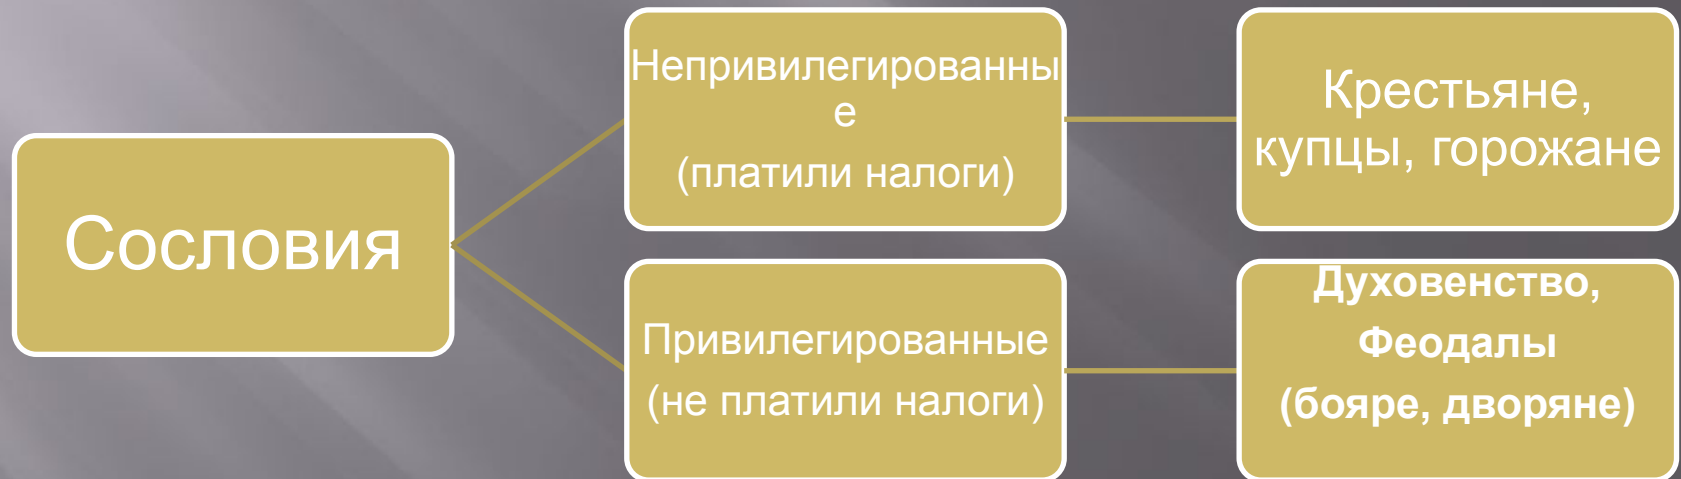 Сословия
Непривилегированны
е
(платили налоги)
Крестьяне,
купцы, горожане
Привилегированные
(не платили налоги)
Духовенство,
Феодалы
(бояре, дворяне)